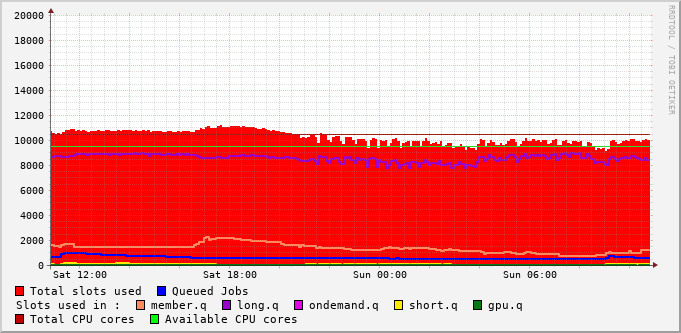 20000
18000
16000
14000
12000
10000
8000
6000
4000
2000
0
Sat 12:00 Sat 18:00 Sun 00:00 Sun 06:00
Total slots used Queued Jobs
Slots used in : member.q long.q ondemand.q short.q gpu.q
Total CPU cores Available CPU cores
RRDTOOL / TOBI OETIKER